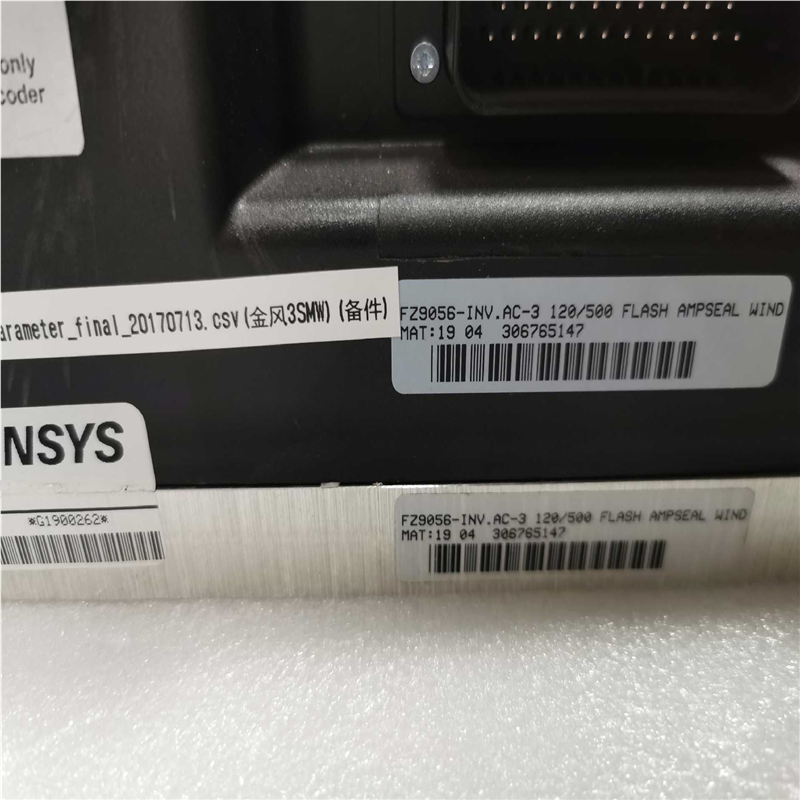 only
coder
arameter_final_20170713.csv(金风3SMW)(备件)
FZ9056-INV.AC-3 120/500 FLASH AMPSEAL WIND
MAT:19 04 306765147
NSYS
*G1900262*
FZ9056-INV.AC-3 120/500 FLASH AMPSEAL WIND
MAT:19 04 306765147